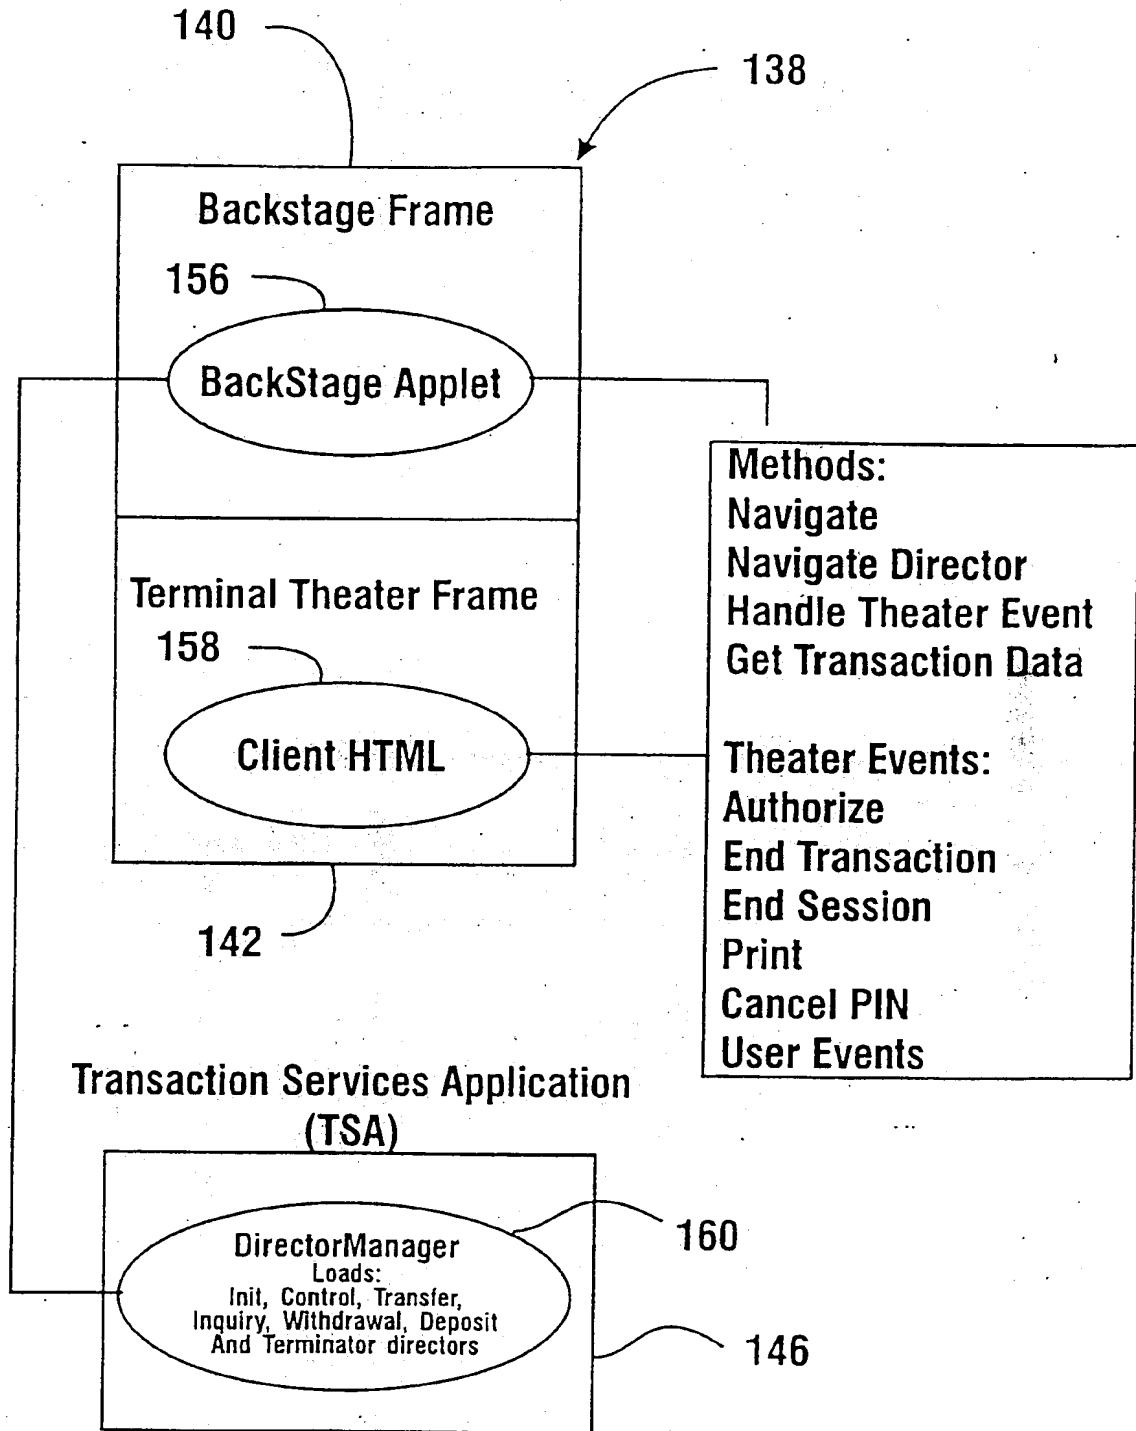 140
138
Backstage Frame
156
BackStage Applet
Methods:
Navigate
Navigate Director
Handle Theater Event
Get Transaction Data
Theater Events:
Authorize
End Transaction
End Session
Print
Cancel PIN
User Events
Terminal Theater Frame
158
Client HTML
142
Transaction Services Application
(TSA)
DirectorManager
Loads:
Init, Control, Transfer,
Inquiry, Withdrawal, Deposit
And Terminator directors
160
146